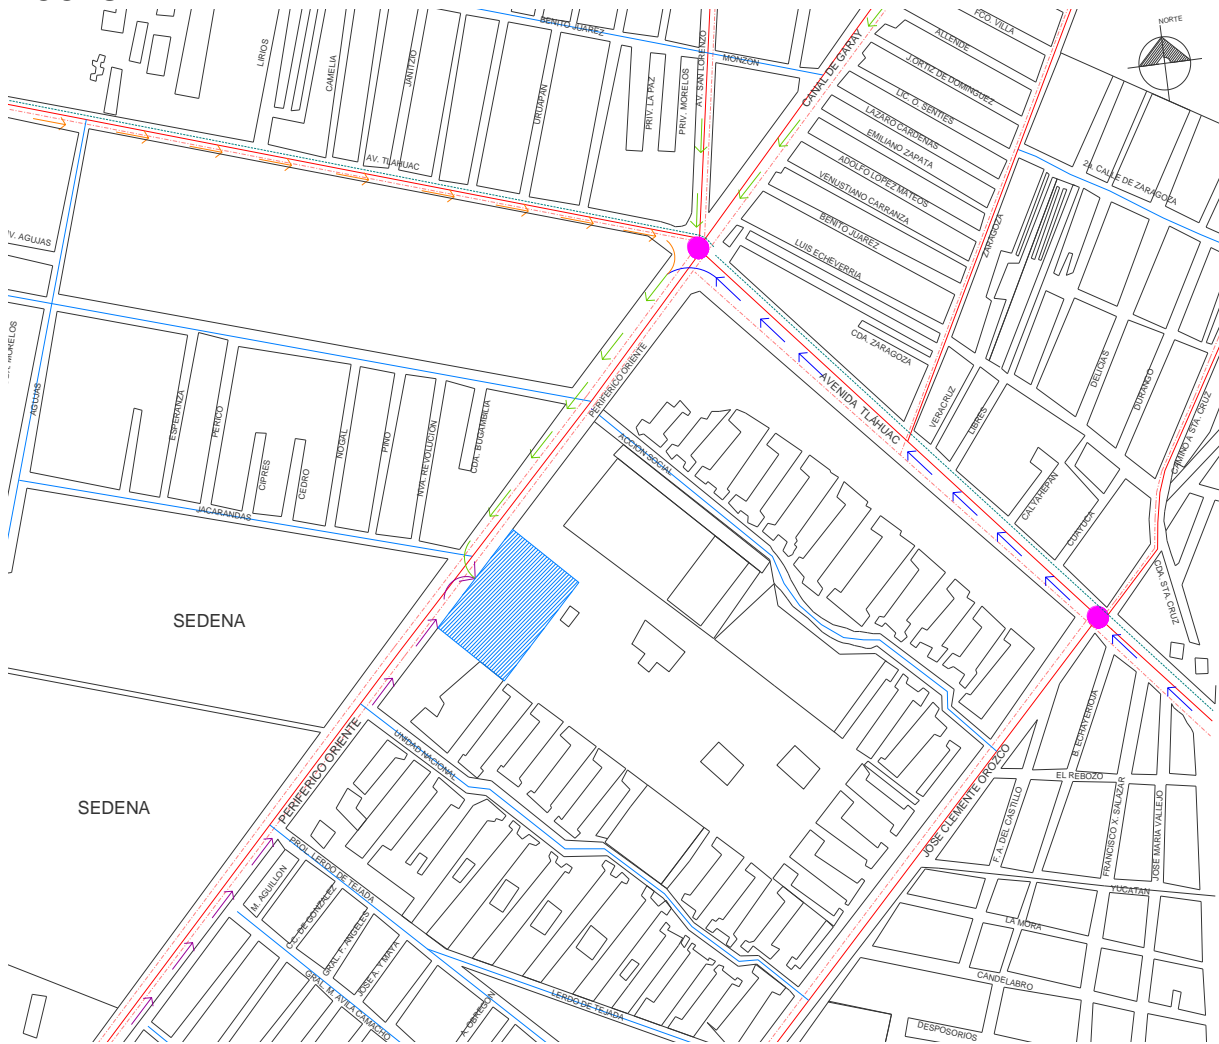 NORTE
BENITO JUAREZ
MONZON
AV. SAN LORENZO
CANAL DE GARAY
FCO. VILLA
ALLENDE
J.ORTIZ DE DOMINGUEZ
LIC. O. SENTIES
LAZARO CARDENAS
EMILIANO ZAPATA
ADOLFO LOPEZ MATEOS
VENUSTIANO CARRANZA
BENITO JUAREZ
LUIS ECHEVERRIA
CDA. ZARAGOZA
ZARAGOZA
2a. CALLE DE ZARAGOZA
LIRIOS
CAMELIA
JANITZIO
URUAPAN
PRIV. LA PAZ
PRIV. MORELOS
AV. TLAHUAC
V. AGUJAS
MORELOS
AGUJAS
ESPERANZA
PERICO
CIPRES
CEDRO
NOGAL
PINO
NVA. REVOLUCION
CDA. BUGAMBILIA
JACARANDAS
PERIFERICO ORIENTE
ACCION SOCIAL
AVENIDA TLAHUAC
VERACRUZ
LIBRES
DELICIAS
DURANGO
CAMINO A STA. CRUZ
CALYAHEPAN
CUAYUCA
CDA. STA. CRUZ
SEDENA
SEDENA
PERIFERICO ORIENTE
UNIDAD NACIONAL
PROL. LERDO DE TEJADA
M. AGUILLON
CC. DE GONZALEZ
GRAL. F. ANGELES
JOSE A. Y MAYA
GRAL. M. AVILA CAMACHO
A. OBREGON
LERDO DE TEJADA
JOSE CLEMENTE OROZCO
B. ECHAYERIOJA
EL REBOZO
F. A. DEL CASTILLO
FRANCISCO X. SALAZAR
JOSE MARIA VALLEJO
YUCATAN
LA MORA
CANDELABRO
DESPOSORIOS